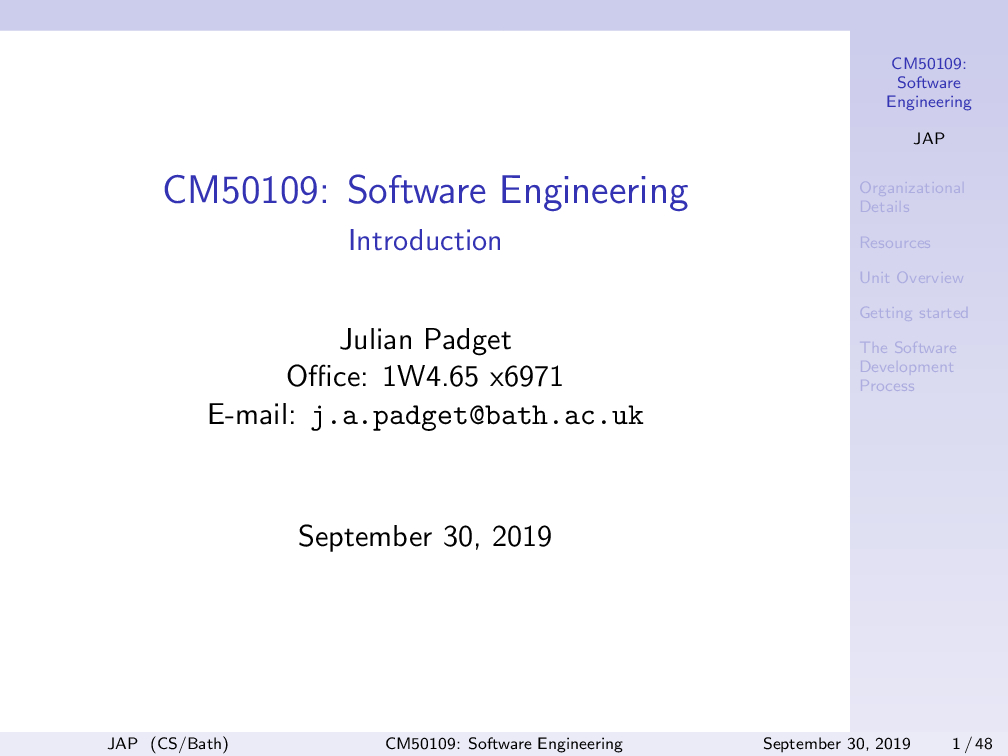 CM50109: Software Engineering
Introduction
Julian Padget
Office: 1W4.65 x6971
E-mail: j.a.padget@bath.ac.uk
September 30, 2019
CM50109:
Software
Engineering
JAP
Organizational
Details
Resources
Unit Overview
Getting started
The Software
Development
Process
JAP (CS/Bath)
CM50109: Software Engineering
September 30, 2019
1 / 48